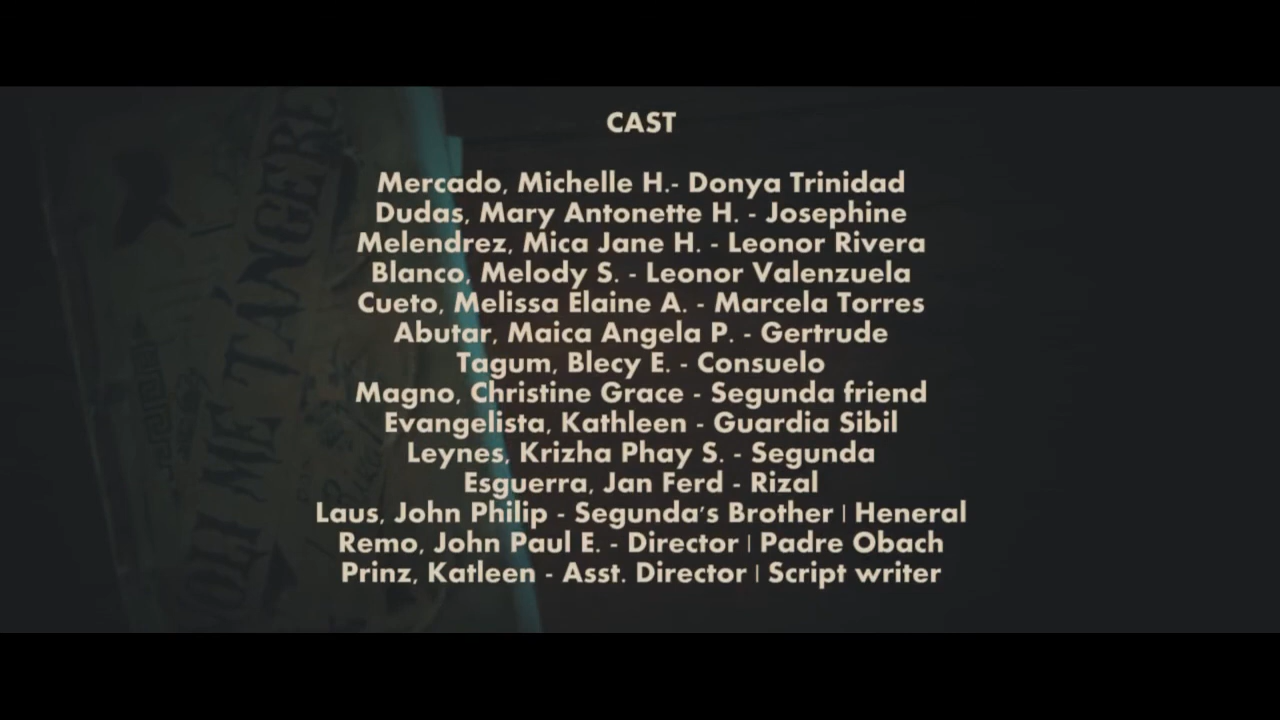 CAST
Mercado, Michelle H.- Donya Trinidad
Dudas, Mary Antonette H. - Josephine
Melendrez, Mica Jane H. - Leonor Rivera
Blanco, Melody S. - Leonor Valenzuela
Cueto, Melissa Elaine A. - Marcela Torres
Abutar, Maica Angela P. - Gertrude
Tagum, Blecy E. - Consuelo
Magno, Christine Grace - Segunda friend
Evangelista, Kathleen - Guardia Sibil
Leynes, Krizha Phay S. - Segunda
Esguerra, Jan Ferd - Rizal
Laus, John Philip - Segunda's Brother | Heneral
Remo, John Paul E. - Director | Padre Obach
Prinz, Katleen - Asst. Director | Script writer
NOLI ME TÁNGERE